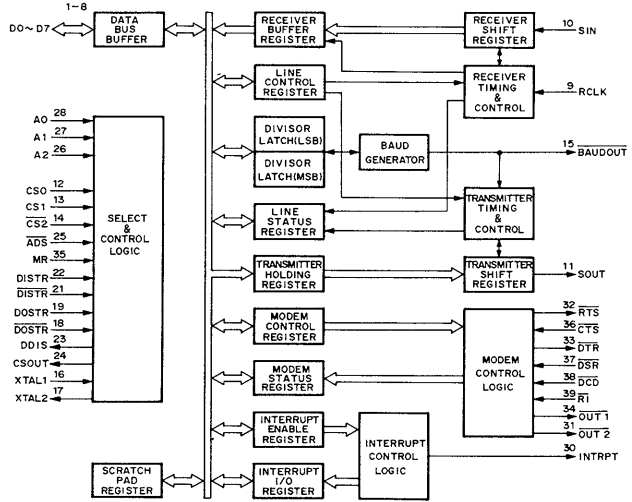 1-8
D0~D7
DATA
BUS
BUFFER
RECEIVER
BUFFER
REGISTER
RECEIVER
SHIFT
REGISTER
10
SIN
LINE
CONTROL
REGISTER
RECEIVER
TIMING
&
CONTROL
9
RCLK
28
A0
27
A1
26
A2
12
CS0
13
CS1
14
CS2
25
ADS
35
MR
22
DISTR
21
DISTR
19
DOSTR
18
DOSTR
23
DDIS
24
CSOUT
16
XTAL1
17
XTAL2
SELECT
&
CONTROL
LOGIC
DIVISOR
LATCH(LSB)
DIVISOR
LATCH(MSB)
BAUD
GENERATOR
15
BAUDOUT
LINE
STATUS
REGISTER
TRANSMITTER
TIMING
&
CONTROL
TRANSMITTER
HOLDING
REGISTER
TRANSMITTER
SHIFT
REGISTER
11
SOUT
MODEM
CONTROL
REGISTER
MODEM
STATUS
REGISTER
MODEM
CONTROL
LOGIC
32
RTS
36
CTS
33
DTR
37
DSR
38
DCD
39
RI
34
OUT 1
31
OUT 2
INTERRUPT
ENABLE
REGISTER
INTERRUPT
CONTROL
LOGIC
30
INTRPT
SCRATCH
PAD
REGISTER
INTERRUPT
I/O
REGISTER